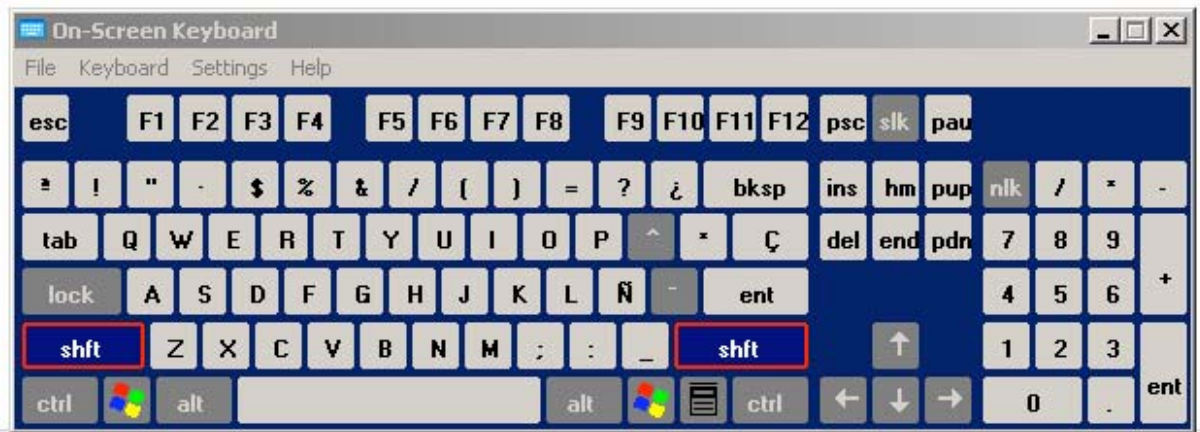 On-Screen Keyboard
File Keyboard Settings Help
esc F1 F2 F3 F4 F5 F6 F7 F8 F9 F10 F11 F12 psc slk pau
ª ! " · $ % & / ( ) = ? ¿ bksp ins hm pup nlk / * -
tab Q W E R T Y U I O P ^ * Ç del end pdn 7 8 9 +
lock A S D F G H J K L Ñ ¨ ent 4 5 6
shft Z X C V B N M ; : _ shft ↑ 1 2 3 ent
ctrl alt alt ctrl ← ↓ → 0 .